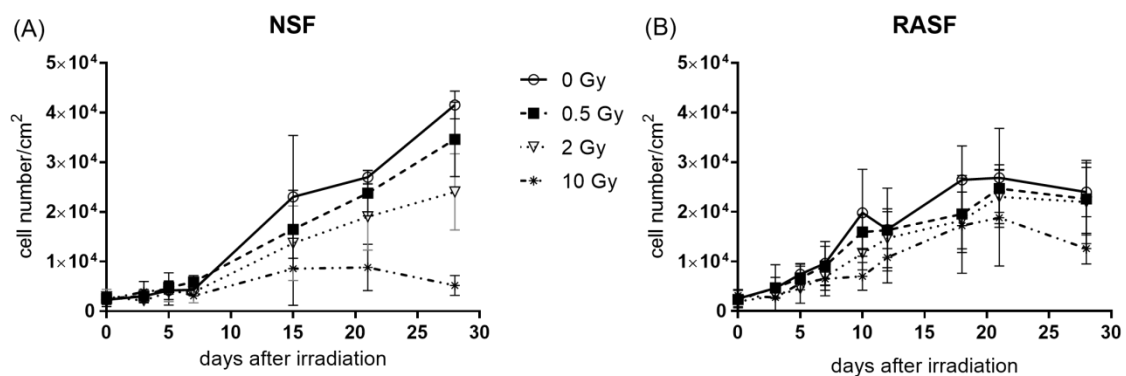 (A)
NSF
5×10⁴
4×10⁴
3×10⁴
2×10⁴
1×10⁴
0
0 5 10 15 20 25 30
cell number/cm²
days after irradiation
0 Gy
0.5 Gy
2 Gy
10 Gy
(B)
RASF
5×10⁴
4×10⁴
3×10⁴
2×10⁴
1×10⁴
0
0 5 10 15 20 25 30
cell number/cm²
days after irradiation